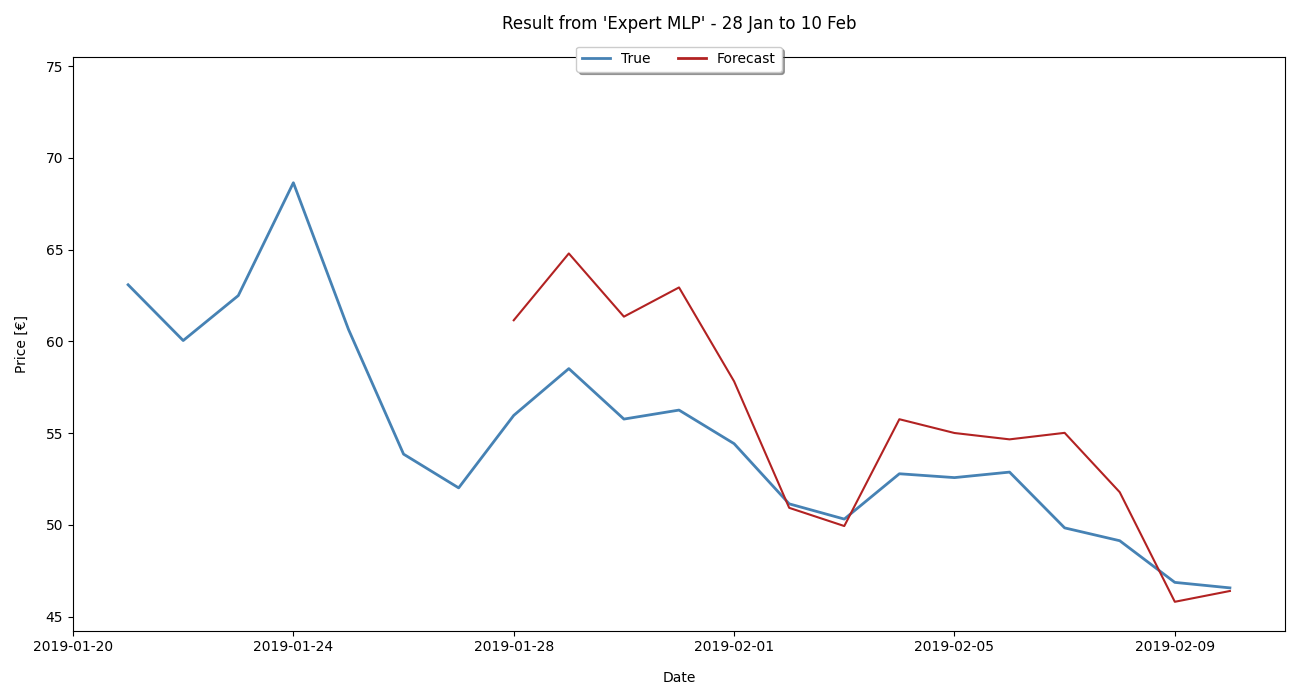 Result from 'Expert MLP' - 28 Jan to 10 Feb
True Forecast
75
70
65
60
55
50
45
Price [€]
2019-01-20 2019-01-24 2019-01-28 2019-02-01 2019-02-05 2019-02-09
Date